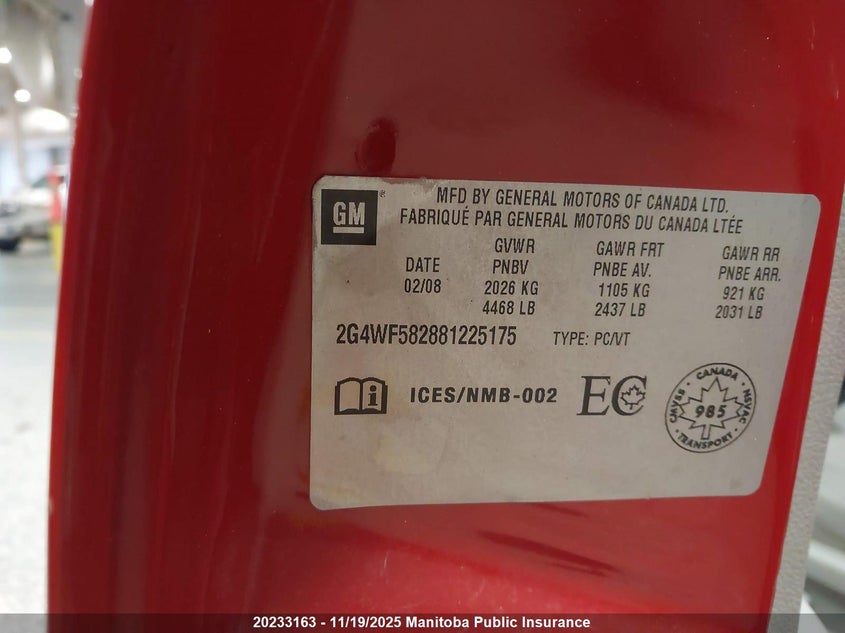 GM
®
MFD BY GENERAL MOTORS OF CANADA LTD.
FABRIQUÉ PAR GENERAL MOTORS DU CANADA LTÉE
GVWR GAWR FRT GAWR RR
DATE PNBV PNBE AV. PNBE ARR.
02/08 2026 KG 1105 KG 921 KG
4468 LB 2437 LB 2031 LB
2G4WF582881225175 TYPE: PC/VT
i ICES/NMB-002 EC
CANADA
CMVSS 985 NSVAC
TRANSPORT
20233163 - 11/19/2025 Manitoba Public Insurance